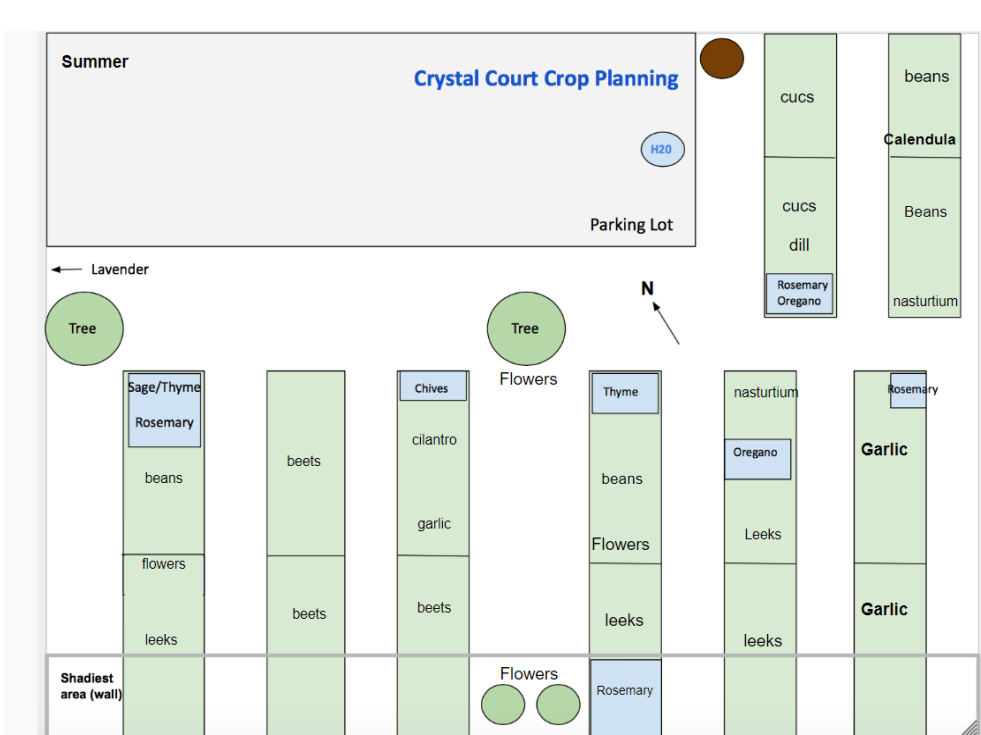 Summer
Crystal Court Crop Planning
H20
Parking Lot
cucs
cucs
dill
Rosemary
Oregano
beans
Calendula
Beans
nasturtium
Lavender
N
Tree
Tree
Flowers
Sage/Thyme
Rosemary
beans
flowers
leeks
beets
beets
Chives
cilantro
garlic
beets
Thyme
beans
Flowers
leeks
nasturtium
Oregano
Leeks
leeks
Rosemary
Garlic
Garlic
Shadiest
area (wall)
Flowers
Rosemary